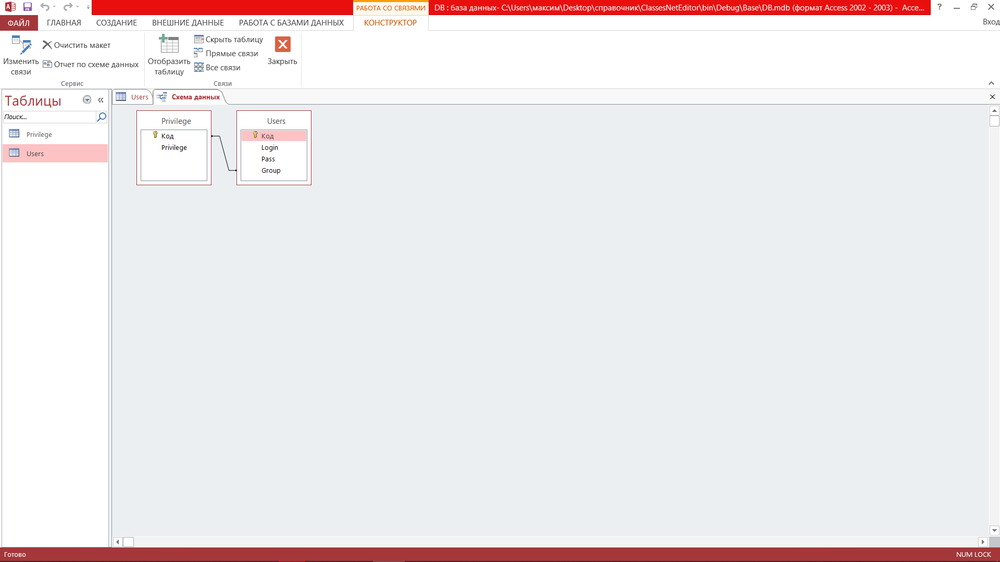 РАБОТА СО СВЯЗЯМИ
DB : база данных- C:\Users\максим\Desktop\справочник\ClassesNetEditor\bin\Debug\Base\DB.mdb (формат Access 2002 - 2003) - Acce...
?
ФАЙЛ
ГЛАВНАЯ
СОЗДАНИЕ
ВНЕШНИЕ ДАННЫЕ
РАБОТА С БАЗАМИ ДАННЫХ
КОНСТРУКТОР
Вход
Изменить
связи
Очистить макет
Отчет по схеме данных
Сервис
Отобразить
таблицу
Скрыть таблицу
Прямые связи
Все связи
Закрыть
Связи
Таблицы
Поиск...
Privilege
Users
Users
Схема данных
Privilege
Код
Privilege
Users
Код
Login
Pass
Group
Готово
NUM LOCK